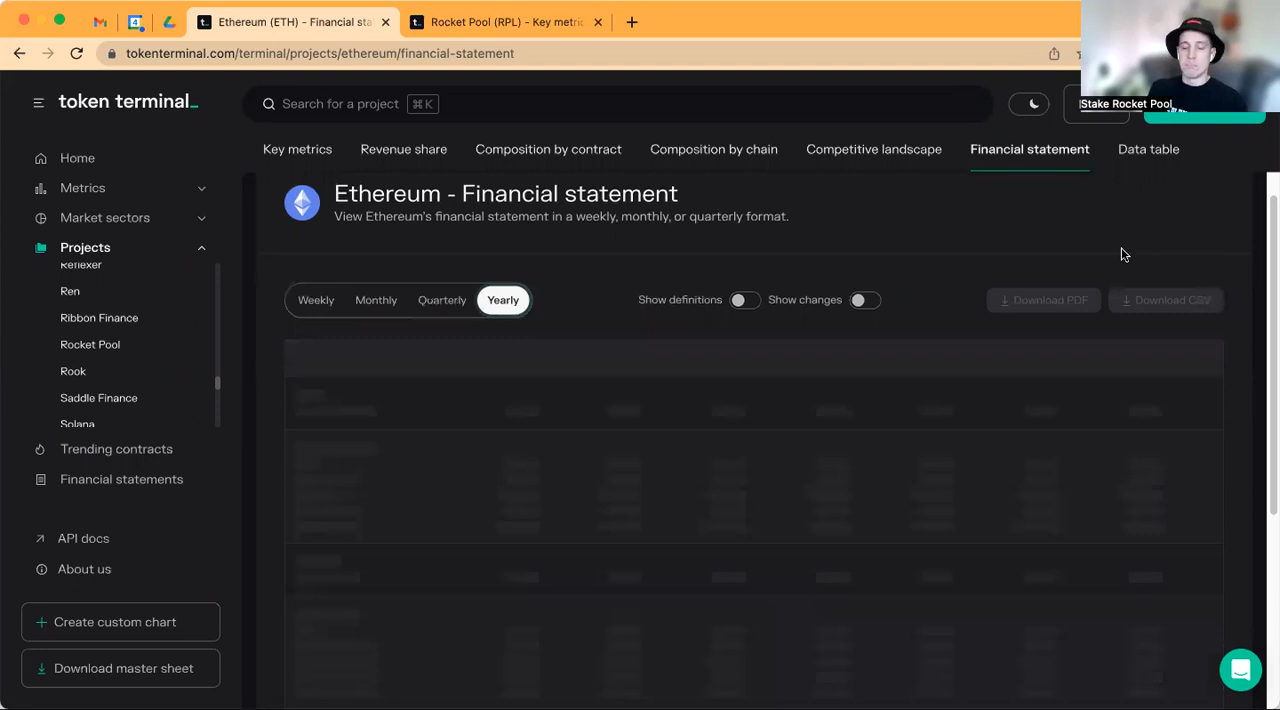 Ethereum (ETH) - Financial sta
Rocket Pool (RPL) - Key metric
tokenterminal.com/terminal/projects/ethereum/financial-statement
Stake Rocket Pool
token terminal_
Search for a project
⌘K
Key metrics
Revenue share
Composition by contract
Composition by chain
Competitive landscape
Financial statement
Data table
Home
Metrics
Market sectors
Projects
Reflexer
Ren
Ribbon Finance
Rocket Pool
Rook
Saddle Finance
Solana
Trending contracts
Financial statements
API docs
About us
Create custom chart
Download master sheet
Ethereum - Financial statement
View Ethereum's financial statement in a weekly, monthly, or quarterly format.
Weekly
Monthly
Quarterly
Yearly
Show definitions
Show changes
Download PDF
Download CSV